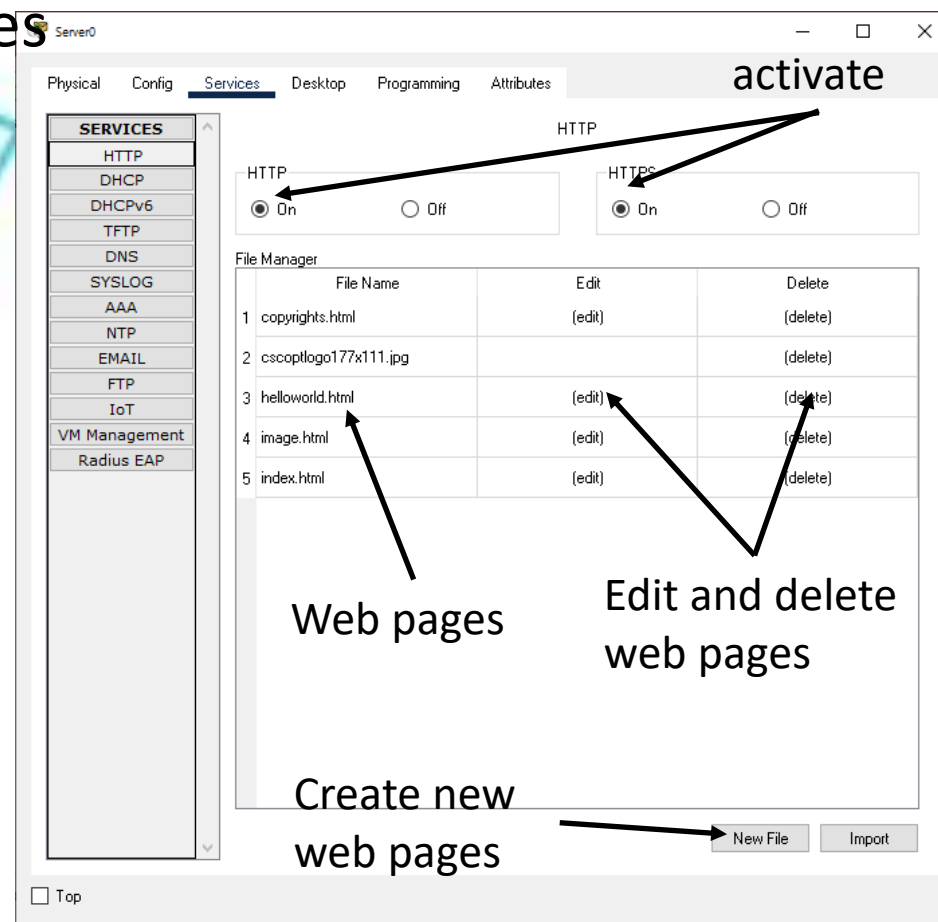 es
Server0
activate
Physical Config Services Desktop Programming Attributes
SERVICES
HTTP
DHCP
DHCPv6
TFTP
DNS
SYSLOG
AAA
NTP
EMAIL
FTP
IoT
VM Management
Radius EAP
HTTP
HTTP
On Off
HTTPS
On Off
File Manager
File Name Edit Delete
1 copyrights.html (edit) (delete)
2 cscoptlogo177x111.jpg (delete)
3 helloworld.html (edit) (delete)
4 image.html (edit) (delete)
5 index.html (edit) (delete)
Web pages
Edit and delete
web pages
Create new
web pages
New File Import
Top